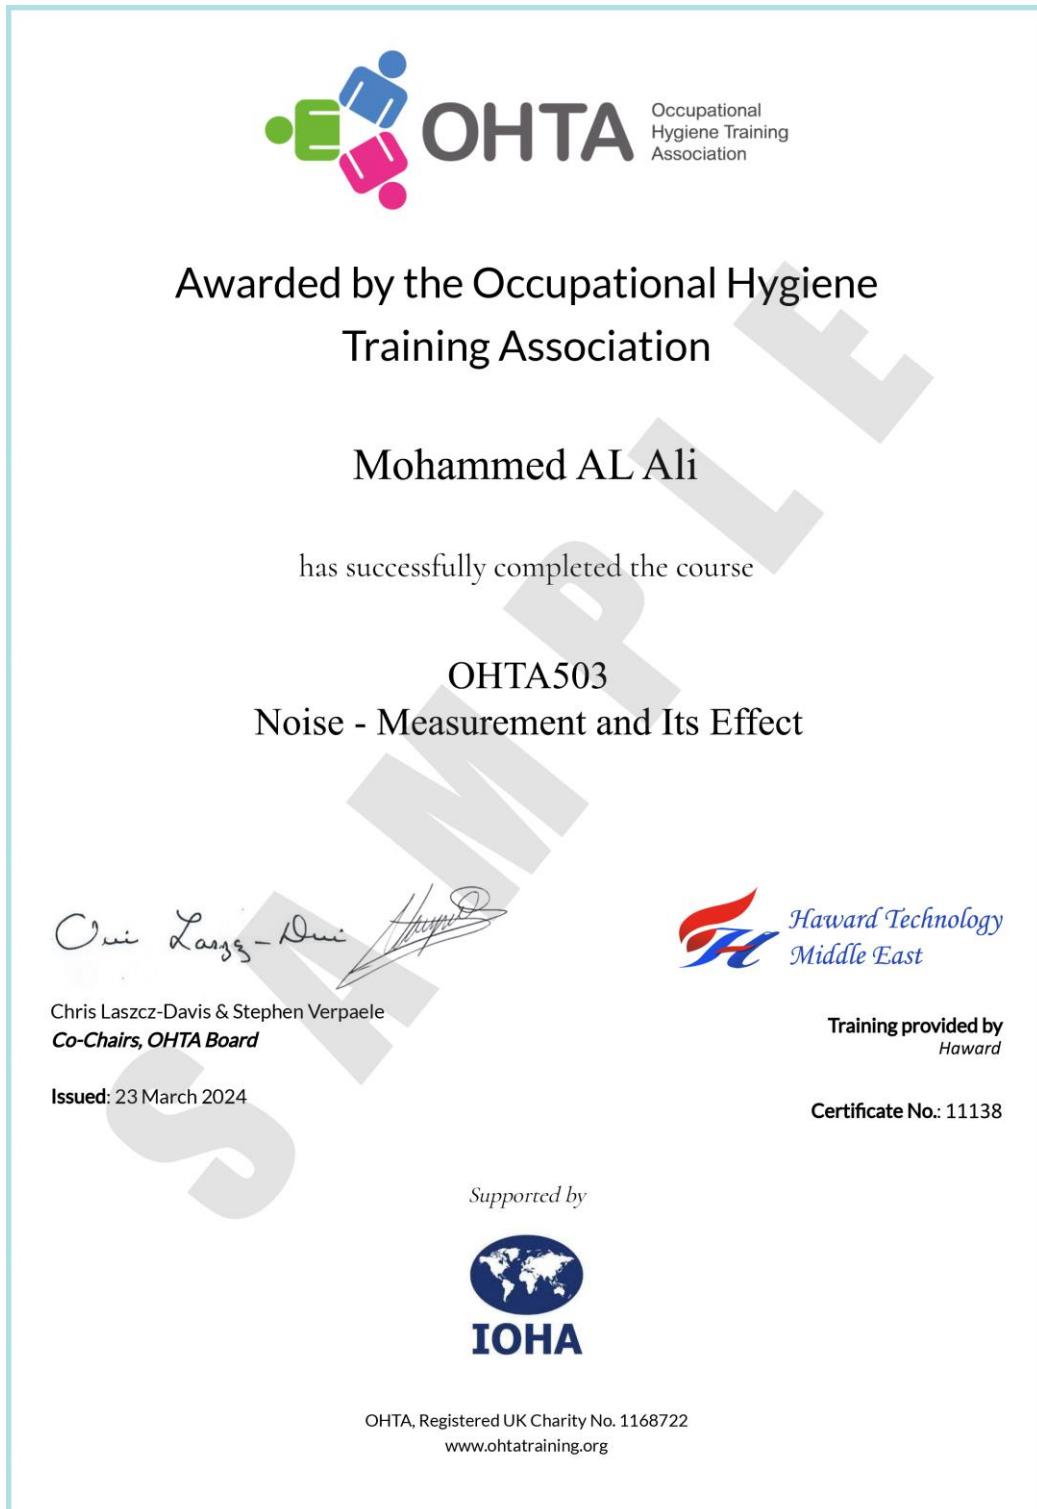 OHTA
Occupational
Hygiene Training
Association
Awarded by the Occupational Hygiene
Training Association
Mohammed AL Ali
has successfully completed the course
OHTA503
Noise - Measurement and Its Effect
SAMPLE
Haward Technology
Middle East
Chris Laszcz-Davis & Stephen Verpaele
Co-Chairs, OHTA Board
Issued: 23 March 2024
Training provided by
Haward
Certificate No.: 11138
Supported by
IOHA
OHTA, Registered UK Charity No. 1168722
www.ohtatraining.org